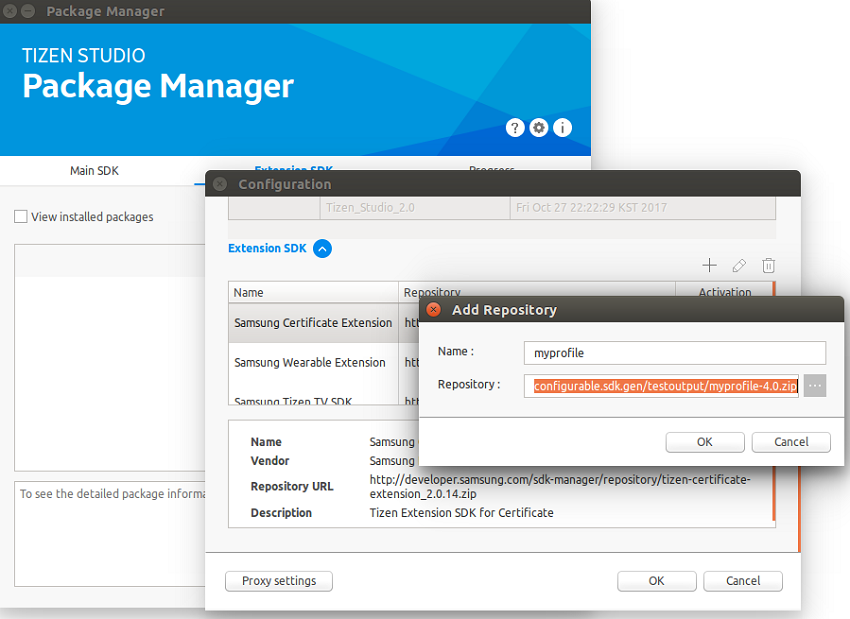 Package Manager
TIZEN STUDIO
Package Manager
Main SDK
Extension SDK
Progress
View installed packages
To see the detailed package informa
Configuration
Tizen_Studio_2.0
Fri Oct 27 22:22:29 KST 2017
Extension SDK
Name
Repository
Activation
Samsung Certificate Extension
htt
Samsung Wearable Extension
htt
Samsung Tizen TV SDK
htt
Name
Samsung
Vendor
Samsung
Repository URL
http://developer.samsung.com/sdk-manager/repository/tizen-certificate-
extension_2.0.14.zip
Description
Tizen Extension SDK for Certificate
Proxy settings
OK
Cancel
Add Repository
Name :
myprofile
Repository :
configurable.sdk.gen/testoutput/myprofile-4.0.zip
...
OK
Cancel